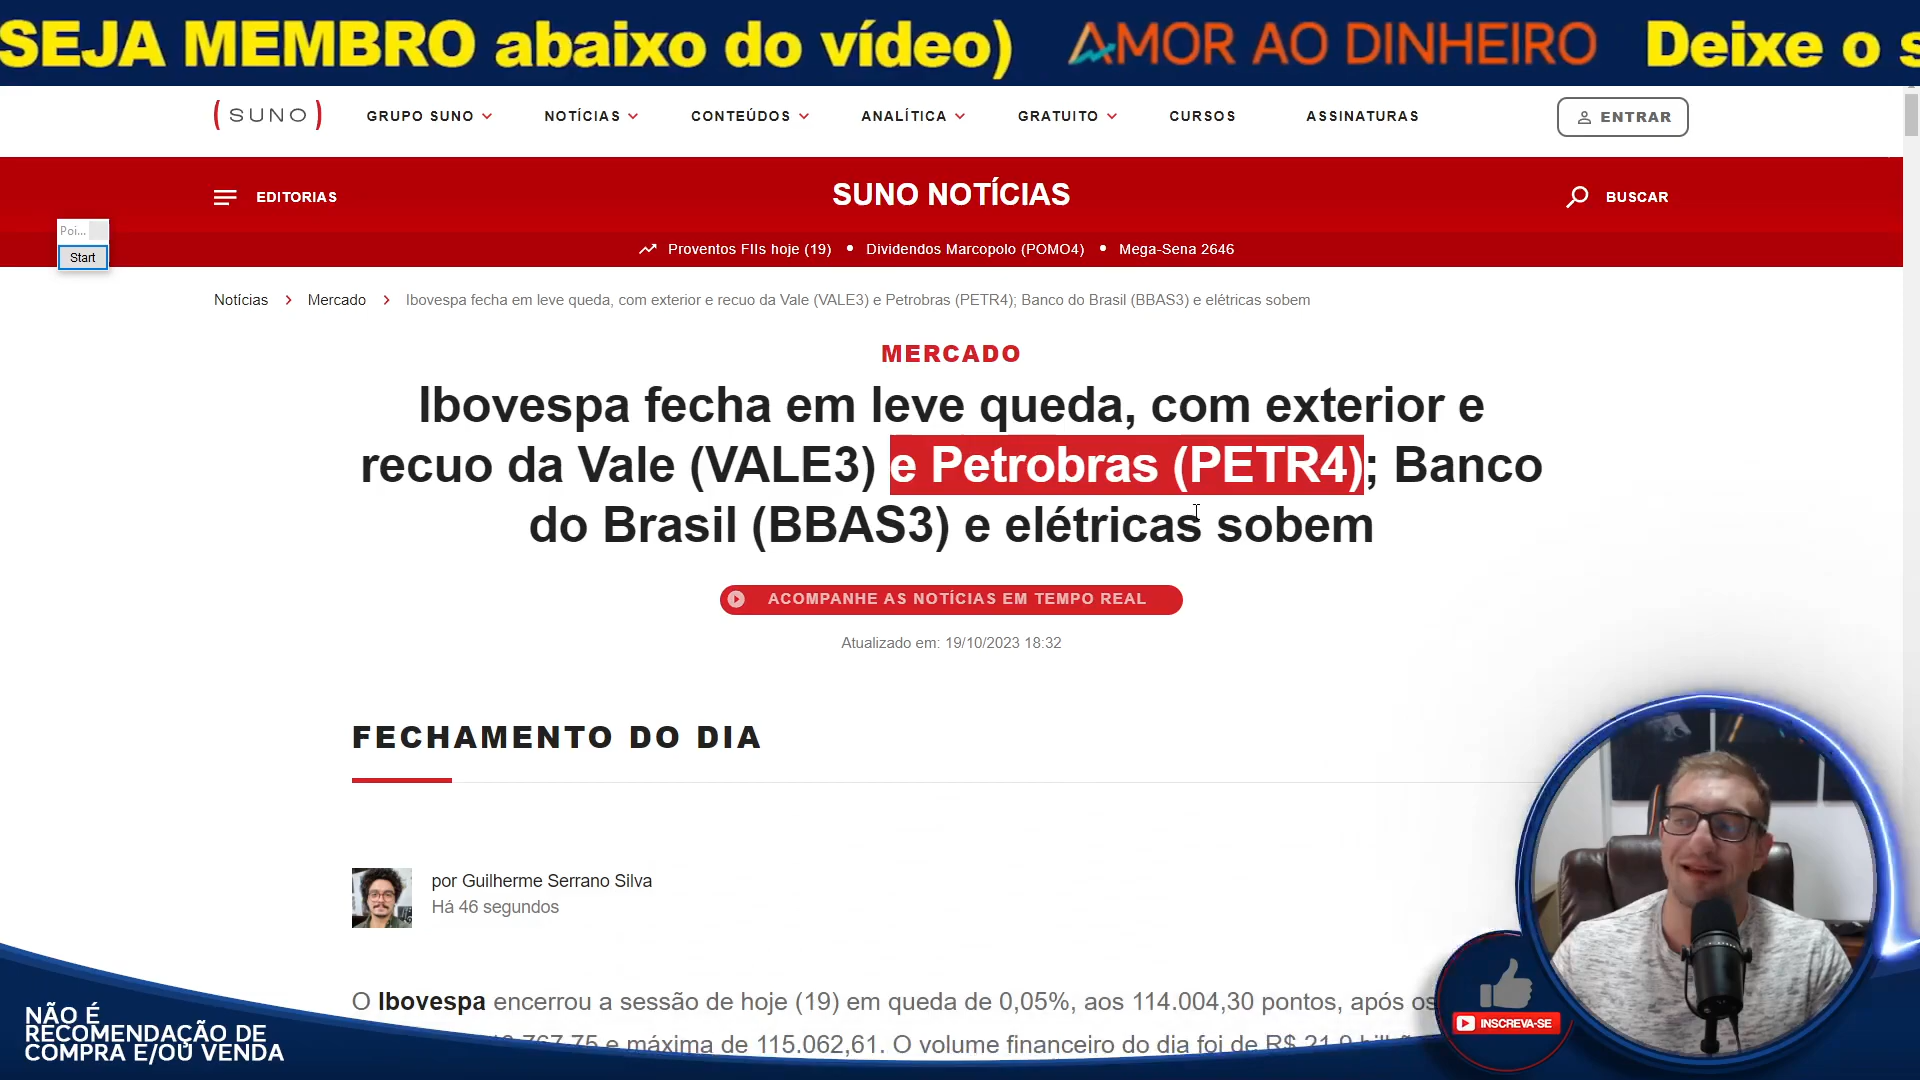 SEJA MEMBRO abaixo do vídeo) AMOR AO DINHEIRO Deixe o s
(SUNO) GRUPO SUNO NOTÍCIAS CONTEÚDOS ANALÍTICA GRATUITO CURSOS ASSINATURAS ENTRAR
EDITORIAS SUNO NOTÍCIAS BUSCAR
Poi...
Start
Proventos FIIs hoje (19) • Dividendos Marcopolo (POMO4) • Mega-Sena 2646
Notícias > Mercado > Ibovespa fecha em leve queda, com exterior e recuo da Vale (VALE3) e Petrobras (PETR4); Banco do Brasil (BBAS3) e elétricas sobem
MERCADO
Ibovespa fecha em leve queda, com exterior e
recuo da Vale (VALE3) e Petrobras (PETR4); Banco
do Brasil (BBAS3) e elétricas sobem
ACOMPANHE AS NOTÍCIAS EM TEMPO REAL
Atualizado em: 19/10/2023 18:32
FECHAMENTO DO DIA
por Guilherme Serrano Silva
Há 46 segundos
O Ibovespa encerrou a sessão de hoje (19) em queda de 0,05%, aos 114.004,30 pontos, após os
767,75 e máxima de 115.062,61. O volume financeiro do dia foi de R$ 21,9
NÃO É
RECOMENDAÇÃO DE
COMPRA E/OU VENDA
INSCREVA-SE